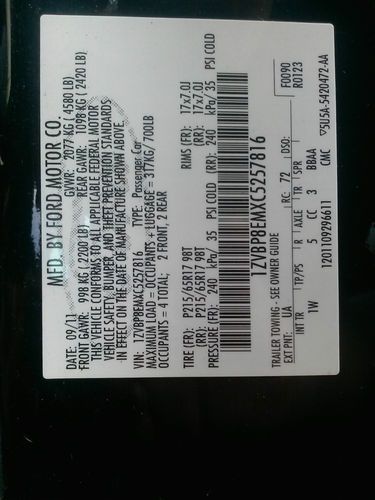 MFD. BY FORD MOTOR CO.
DATE: 09/11 GVWR: 2077 KG ( 4580 LB)
FRONT GAWR: 998 KG ( 2200 LB) REAR GAWR: 1098 KG ( 2420 LB)
THIS VEHICLE CONFORMS TO ALL APPLICABLE FEDERAL MOTOR
VEHICLE SAFETY, BUMPER, AND THEFT PREVENTION STANDARDS
IN EFFECT ON THE DATE OF MANUFACTURE SHOWN ABOVE.
VIN: 1ZVBP8EMXC5257816 TYPE: Passenger Car
MAXIMUM LOAD= OCCUPANTS + LUGGAGE = 317KG / 700LB
OCCUPANTS = 4 TOTAL: 2 FRONT, 2 REAR
TIRE (FR): P215/65R17 98T RIMS (FR): 17x7.0J
(RR): P215/65R17 98T (RR): 17x7.0J
PRESSURE (FR): 240 kPa/ 35 PSI COLD (RR): 240 kPa/ 35 PSI COLD
1ZVBP8EMXC5257816
TRAILER TOWING - SEE OWNER GUIDE F0090
EXT PNT: UA RC: 72 DSO: R0123
INT TR TP/PS R AXLE TR SPR
1W 5 CC 3 BBAA
1201109296611 CMC 5U5A-5420472-AA